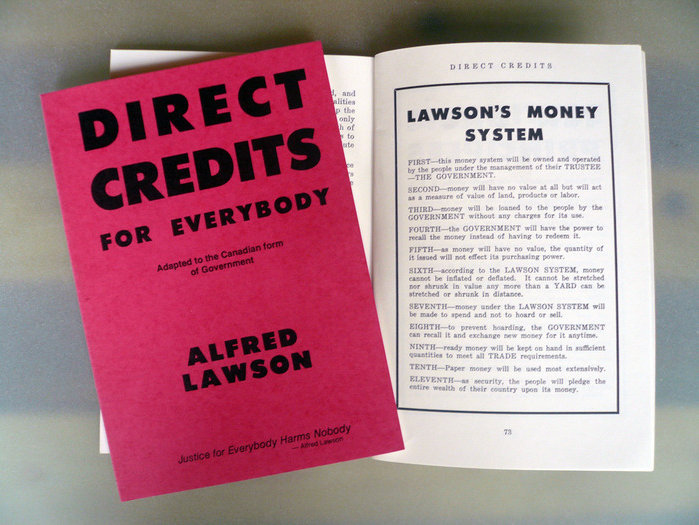 DIRECT
CREDITS
FOR EVERYBODY
Adapted to the Canadian form
of Government
ALFRED
LAWSON
Justice for Everybody Harms Nobody
— Alfred Lawson
and
alities
p the
only
th of
s to
ute
ce
DIRECT CREDITS
LAWSON'S MONEY
SYSTEM
FIRST—this money system will be owned and operated
by the people under the management of their TRUSTEE
—THE GOVERNMENT.
SECOND—money will have no value at all but will act
as a measure of value of land, products or labor.
THIRD—money will be loaned to the people by the
GOVERNMENT without any charges for its use.
FOURTH—the GOVERNMENT will have the power to
recall the money instead of having to redeem it.
FIFTH—as money will have no value, the quantity of
it issued will not effect its purchasing power.
SIXTH—according to the LAWSON SYSTEM, money
cannot be inflated or deflated. It cannot be stretched
nor shrunk in value any more than a YARD can be
stretched or shrunk in distance.
SEVENTH—money under the LAWSON SYSTEM will
be made to spend and not to hoard or sell.
EIGHTH—to prevent hoarding, the GOVERNMENT
can recall it and exchange new money for it anytime.
NINTH—ready money will be kept on hand in sufficient
quantities to meet all TRADE requirements.
TENTH—Paper money will be used most extensively.
ELEVENTH—as security, the people will pledge the
entire wealth of their country upon its money.
73